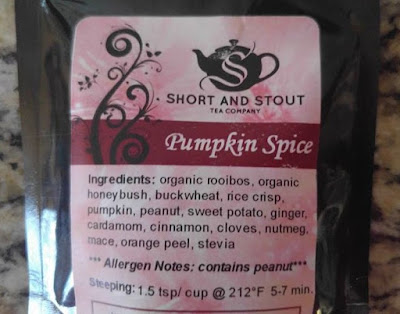 SHORT AND STOUT
TEA COMPANY
Pumpkin Spice
Ingredients: organic rooibos, organic
honeybush, buckwheat, rice crisp,
pumpkin, peanut, sweet potato, ginger,
cardamom, cinnamon, cloves, nutmeg,
mace, orange peel, stevia
*** Allergen Notes: contains peanut***
Steeping: 1.5 tsp/ cup @ 212°F 5-7 min.